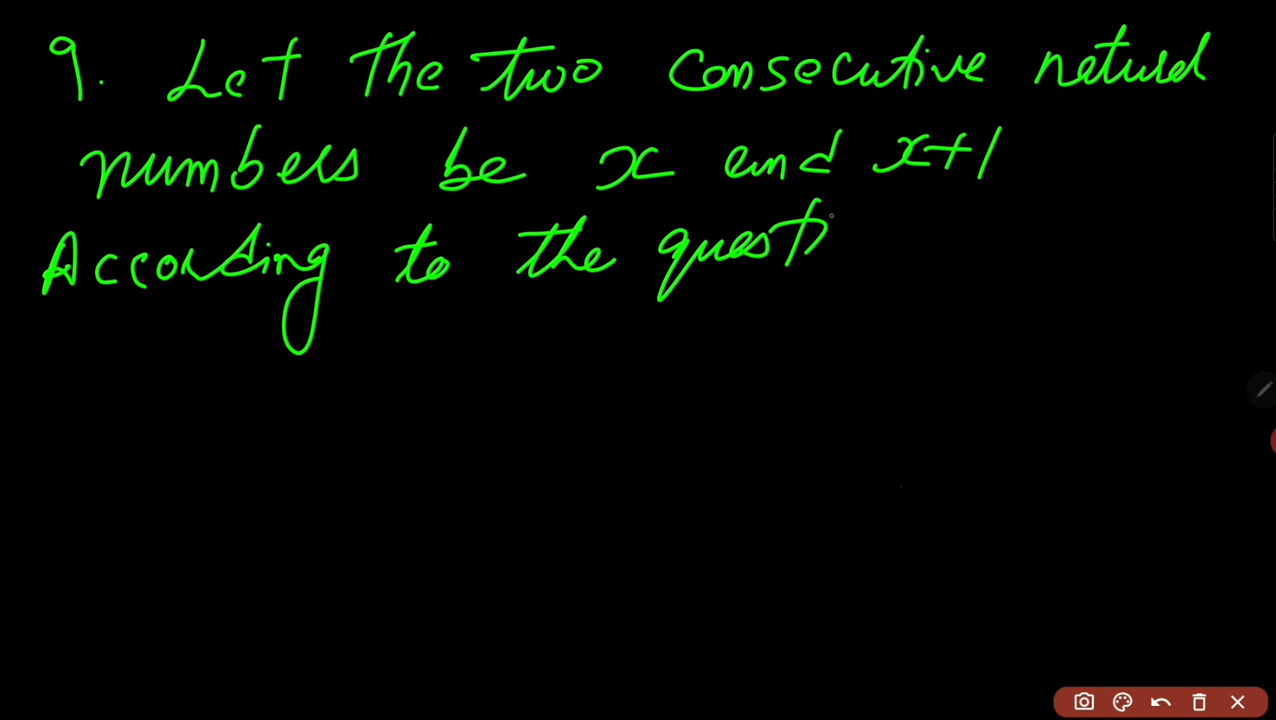 9. Let the two consecutive natural
numbers be x and x+1
According to the questi